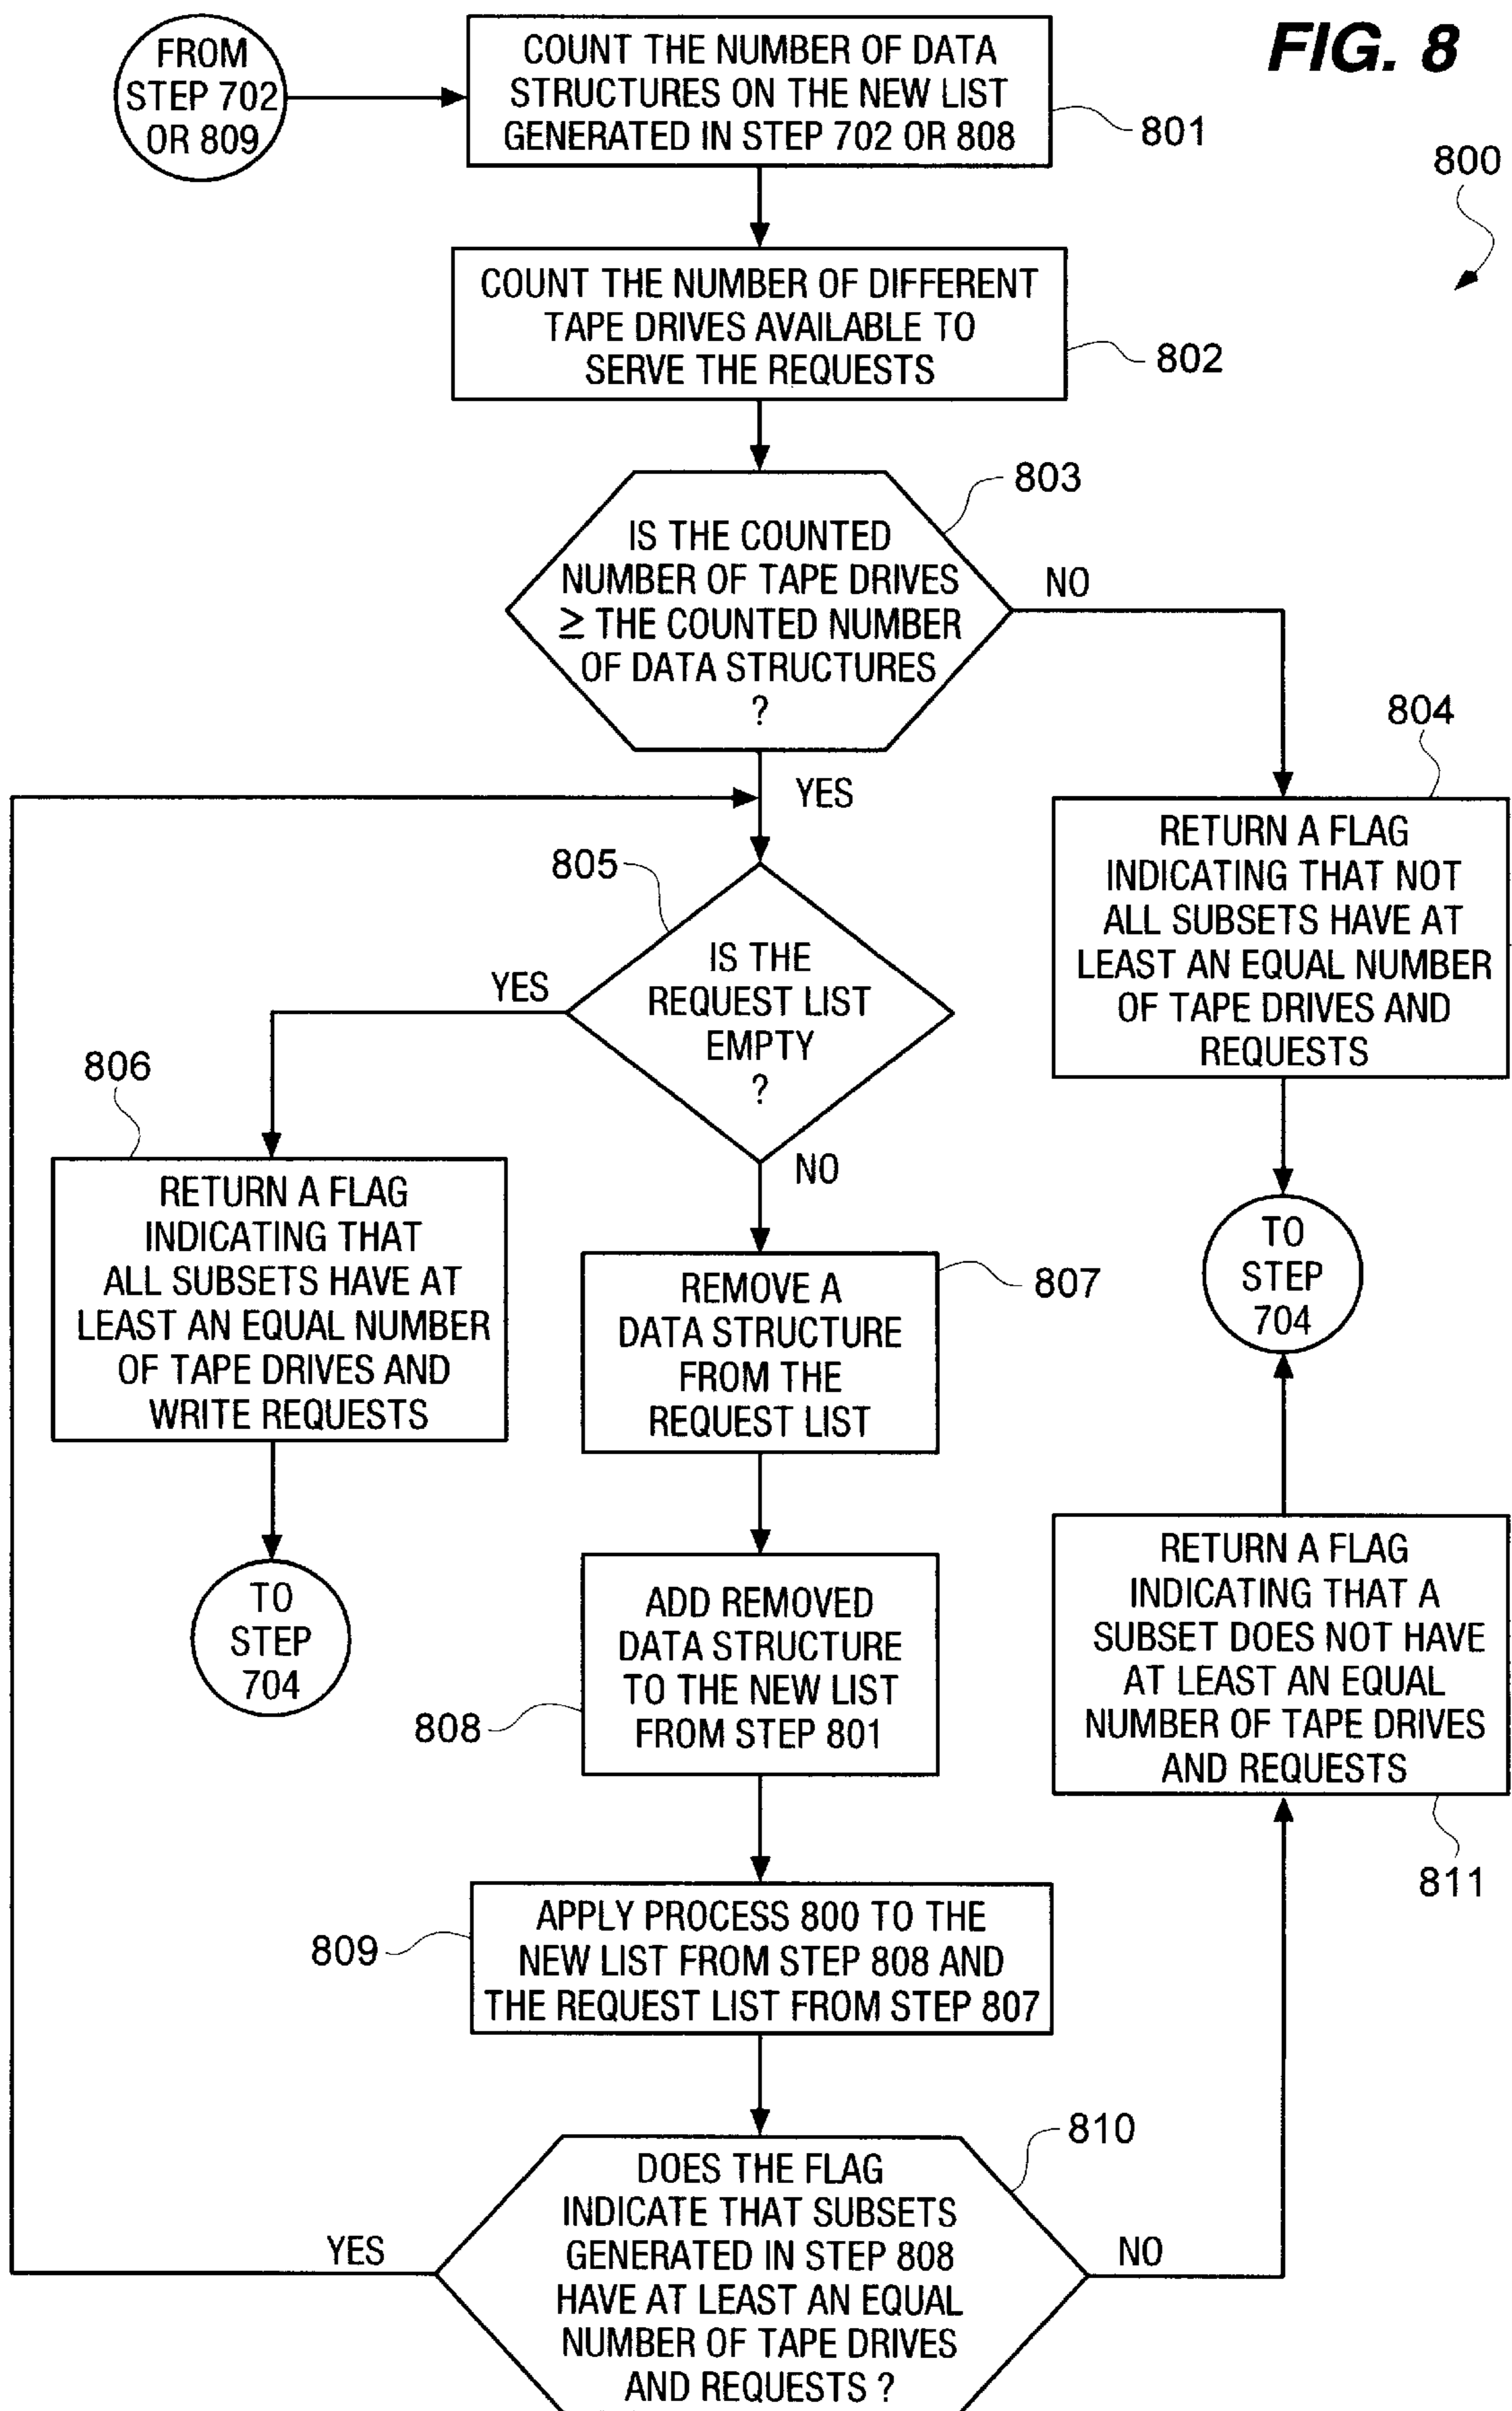 FIG. 8
FROM
STEP 702
OR 809
COUNT THE NUMBER OF DATA
STRUCTURES ON THE NEW LIST
GENERATED IN STEP 702 OR 808
801
800
COUNT THE NUMBER OF DIFFERENT
TAPE DRIVES AVAILABLE TO
SERVE THE REQUESTS
802
803
IS THE COUNTED
NUMBER OF TAPE DRIVES
≥ THE COUNTED NUMBER
OF DATA STRUCTURES
?
NO
YES
804
RETURN A FLAG
INDICATING THAT NOT
ALL SUBSETS HAVE AT
LEAST AN EQUAL NUMBER
OF TAPE DRIVES AND
REQUESTS
TO
STEP
704
805
IS THE
REQUEST LIST
EMPTY
?
YES
NO
806
RETURN A FLAG
INDICATING THAT
ALL SUBSETS HAVE AT
LEAST AN EQUAL NUMBER
OF TAPE DRIVES AND
WRITE REQUESTS
TO
STEP
704
REMOVE A
DATA STRUCTURE
FROM THE
REQUEST LIST
807
ADD REMOVED
DATA STRUCTURE
TO THE NEW LIST
FROM STEP 801
808
RETURN A FLAG
INDICATING THAT A
SUBSET DOES NOT HAVE
AT LEAST AN EQUAL
NUMBER OF TAPE DRIVES
AND REQUESTS
811
APPLY PROCESS 800 TO THE
NEW LIST FROM STEP 808 AND
THE REQUEST LIST FROM STEP 807
809
810
DOES THE FLAG
INDICATE THAT SUBSETS
GENERATED IN STEP 808
HAVE AT LEAST AN EQUAL
NUMBER OF TAPE DRIVES
AND REQUESTS ?
YES
NO